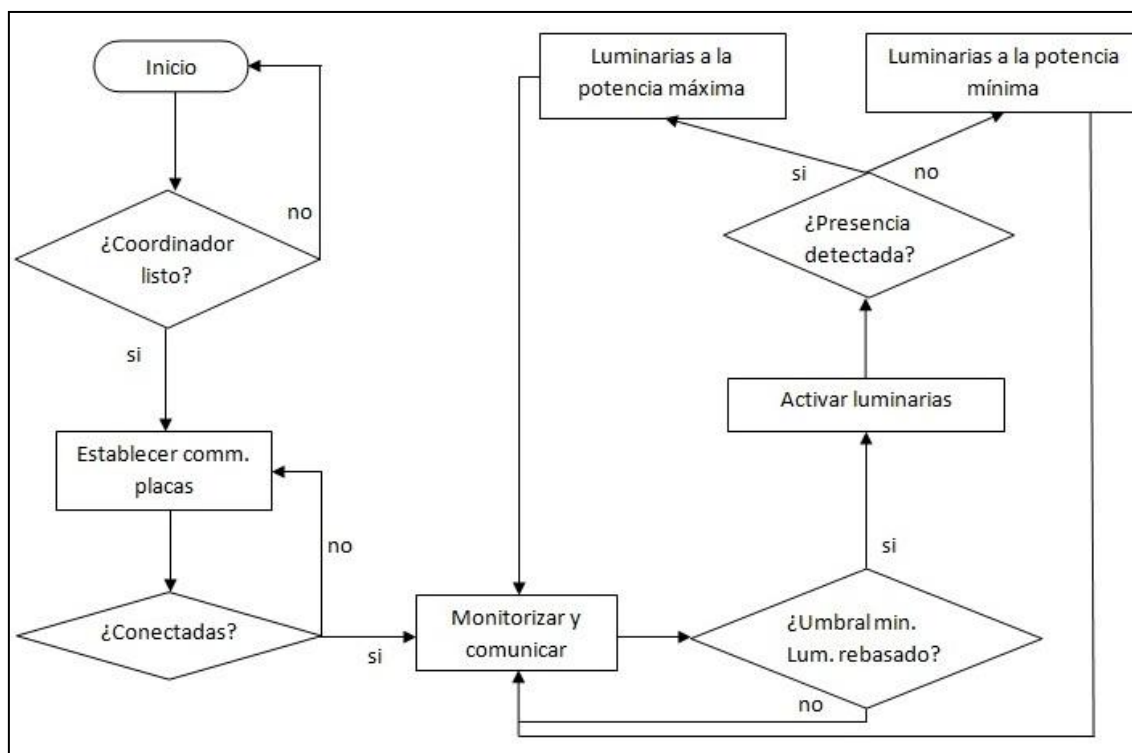 Inicio
no
¿Coordinador
listo?
si
Establecer comm.
placas
no
¿Conectadas?
si
Monitorizar y
comunicar
¿Umbral min.
Lum. rebasado?
no
si
Activar luminarias
¿Presencia
detectada?
si
no
Luminarias a la
potencia máxima
Luminarias a la potencia
mínima